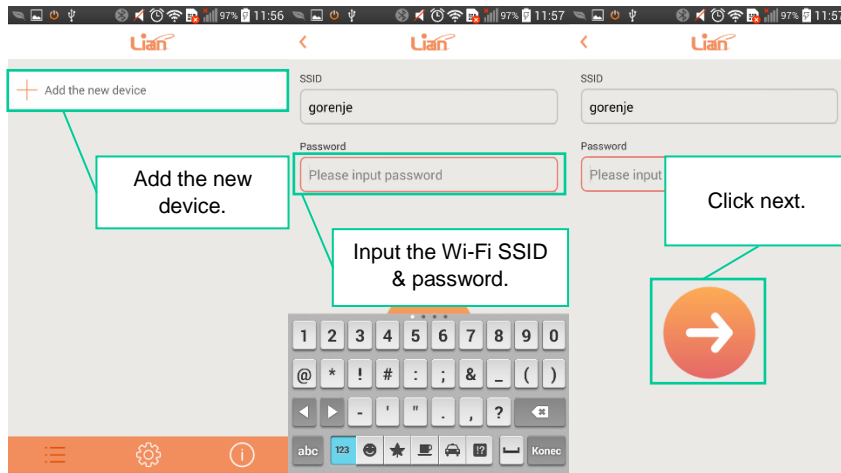 97% 11:56
97% 11:57
97% 11:57
Lian
Lian
Lian
Add the new device
Add the new
device.
SSID
gorenje
Password
Please input password
Input the Wi-Fi SSID
& password.
1 2 3 4 5 6 7 8 9 0
@ * ! # : ; & _ ( )
- ' " . , ?
abc 123 !? Konec
SSID
gorenje
Password
Please input
Click next.